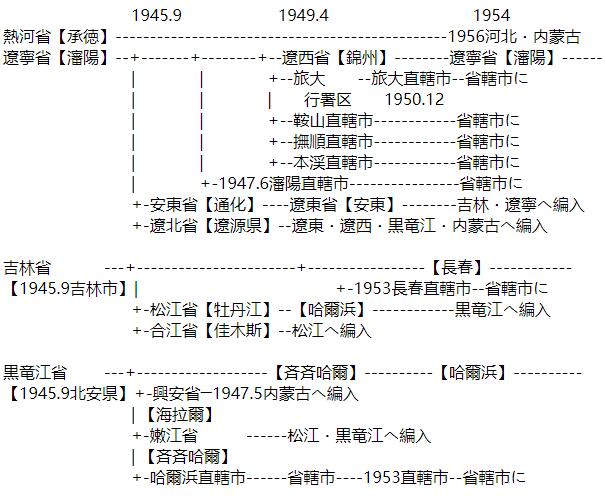 1945.9 1949.4 1954
熱河省【承徳】---------------------------------------------1956河北・内蒙古
遼寧省【瀋陽】--+-------+-------+--遼西省【錦州】-------遼寧省【瀋陽】------
| | +--旅大 --旅大直轄市--省轄市に
| | | 行署区 1950.12
| | +--鞍山直轄市-----------省轄市に
| | +--撫順直轄市-----------省轄市に
| | +--本渓直轄市-----------省轄市に
| +-1947.6瀋陽直轄市---------------省轄市に
+-安東省【通化】----遼東省【安東】--------吉林・遼寧へ編入
+-遼北省【遼源県】--遼東・遼西・黒竜江・内蒙古へ編入
吉林省 ---+----------------------+----------------【長春】-----------
【1945.9吉林市】| +-1953長春直轄市--省轄市に
+-松江省【牡丹江】--【哈爾浜】------------黒竜江へ編入
+-合江省【佳木斯】--松江へ編入
黒竜江省 ---+------------------【斉斉哈爾】----------【哈爾浜】----------
【1945.9北安県】+-興安省ー1947.5内蒙古へ編入
|【海拉爾】
+-嫩江省 ------松江・黒竜江へ編入
|【斉斉哈爾】
+-哈爾浜直轄市------省轄市----1953直轄市--省轄市に